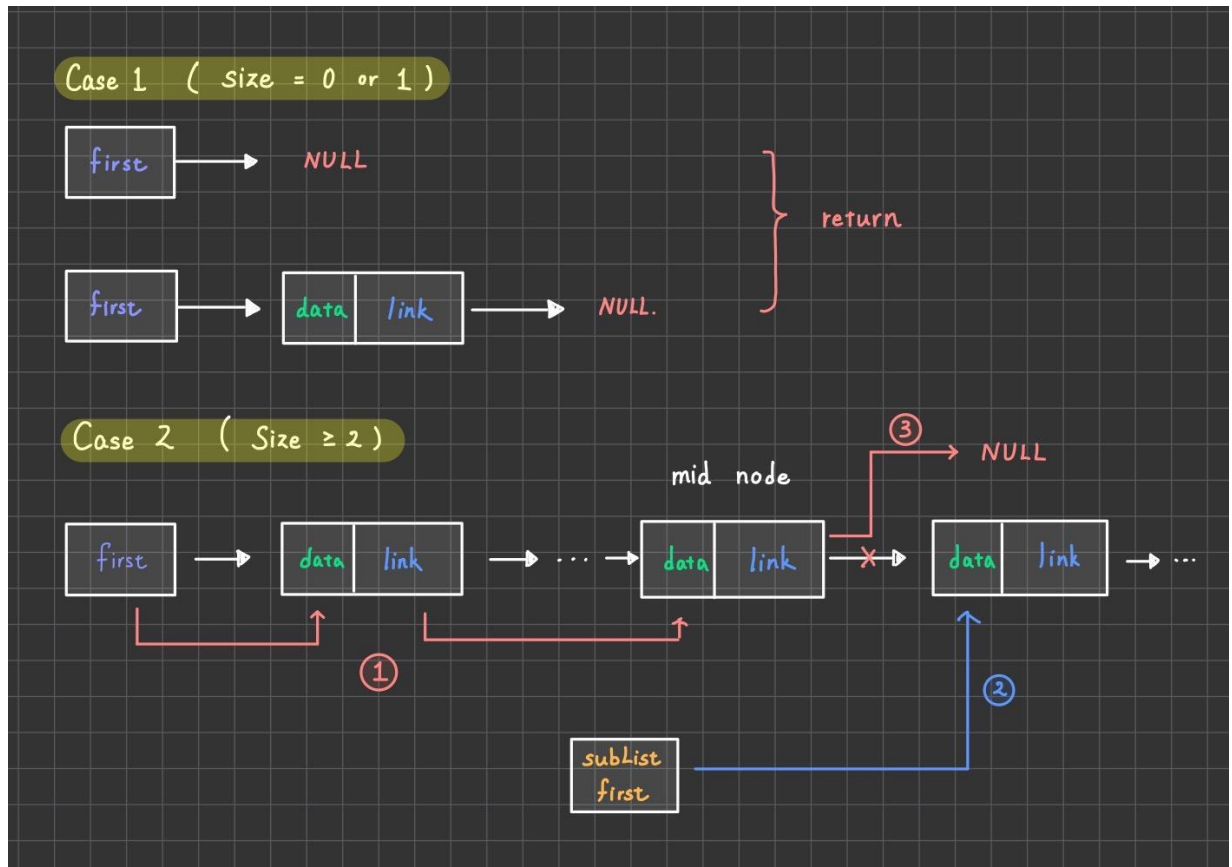 Case 1 ( size = 0 or 1 )
first NULL
return
first data link NULL.
Case 2 ( Size ≥ 2 )
③ NULL
mid node
first data link ... data link data link ...
①
②
subList
first